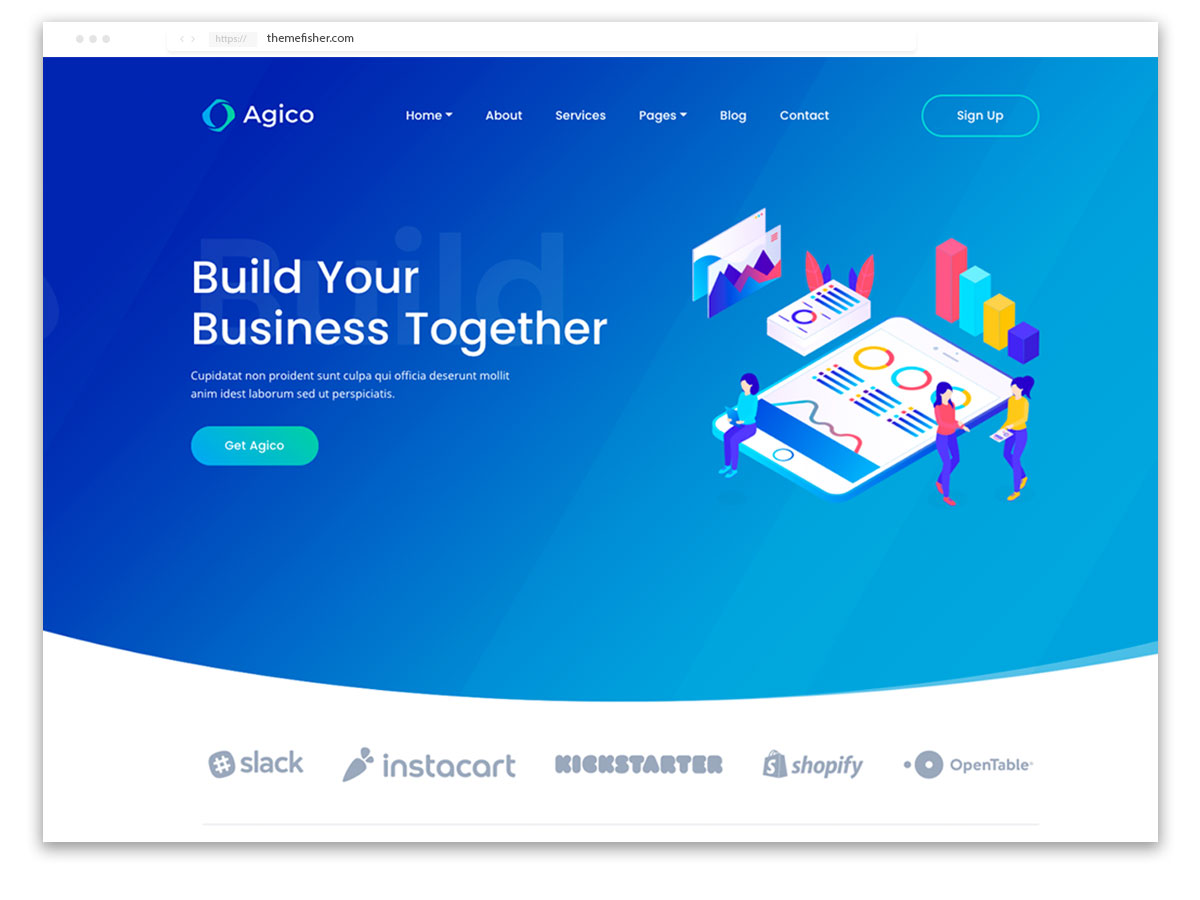 https:// themefisher.com
Agico Home About Services Pages Blog Contact Sign Up
Build
Build Your
Business Together
Cupidatat non proident sunt culpa qui officia deserunt mollit
anim idest laborum sed ut perspiciatis.
Get Agico
slack instacart KICKSTARTER shopify OpenTable